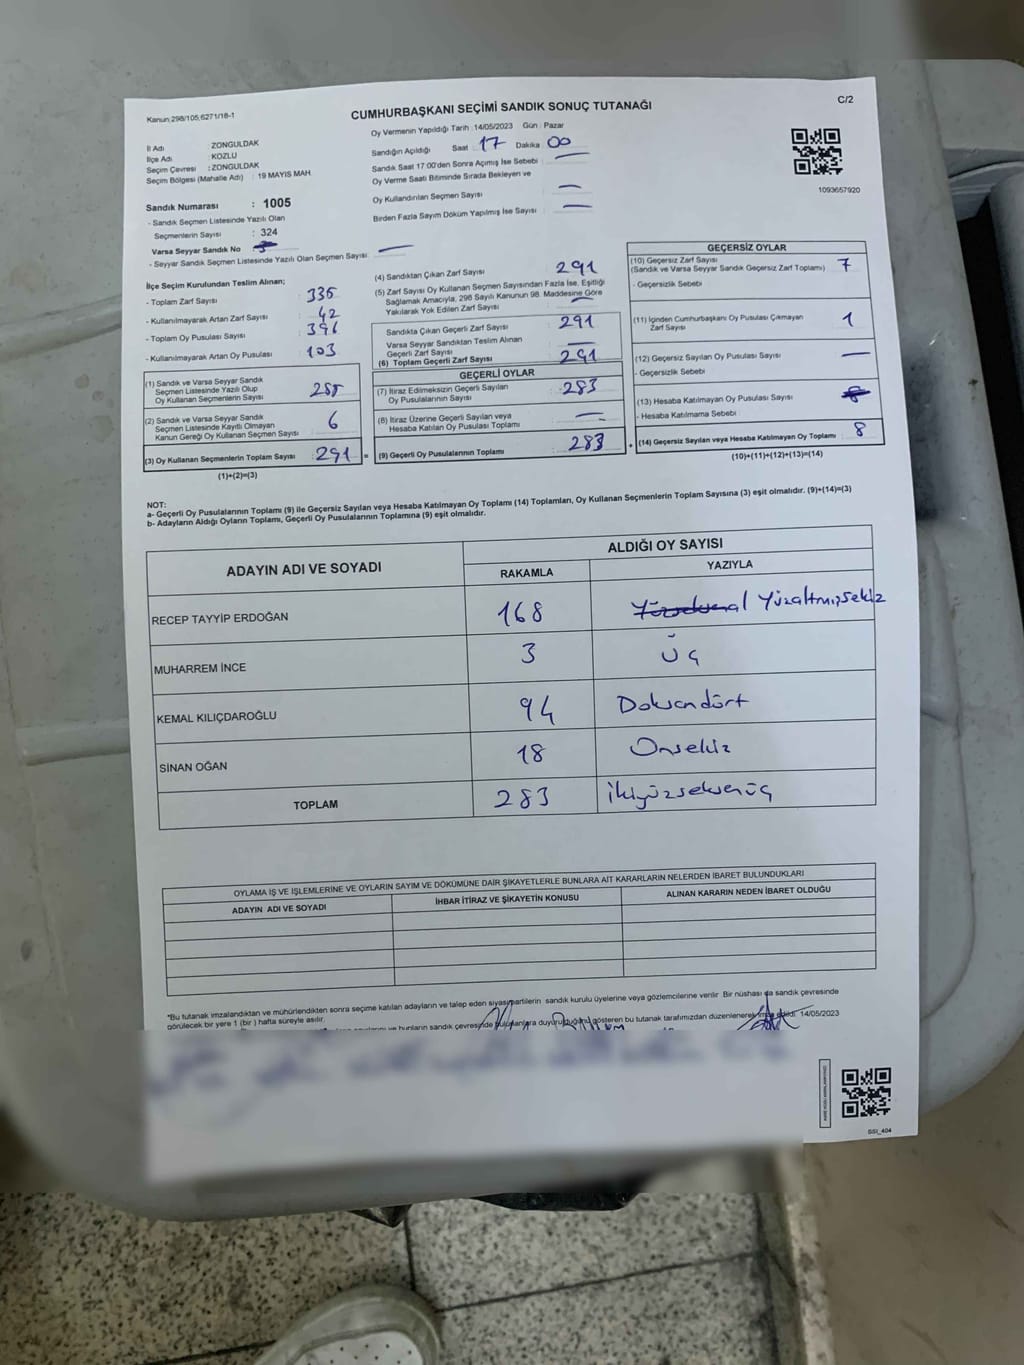 Kanun;298/105,6271/18-1
CUMHURBAŞKANI SEÇİMİ SANDIK SONUÇ TUTANAĞI
C/2
Oy Vermenin Yapıldığı Tarih :14/05/2023 Gün : Pazar
İl Adı : ZONGULDAK
İlçe Adı : KOZLU
Seçim Çevresi : ZONGULDAK
Seçim Bölgesi (Mahalle Adı) : 19 MAYIS MAH
Sandığın Açıldığı Saat : 17 Dakika : 00
Sandık Saat 17:00'den Sonra Açımış İse Sebebi : —
Oy Verme Saati Bitiminde Sırada Bekleyen ve
Oy Kullandırılan Seçmen Sayısı : —
Birden Fazla Sayım Döküm Yapılmış İse Sayısı : —
1093657920
Sandık Numarası : 1005
- Sandık Seçmen Listesinde Yazılı Olan
Seçmenlerin Sayısı : 324
Varsa Seyyar Sandık No :
- Seyyar Sandık Seçmen Listesinde Yazılı Olan Seçmen Sayısı: —
İlçe Seçim Kurulundan Teslim Alınan;
- Toplam Zarf Sayısı : 335
- Kullanılmayarak Artan Zarf Sayısı : 42
- Toplam Oy Pusulası Sayısı : 396
- Kullanılmayarak Artan Oy Pusulası : 103
(1) Sandık ve Varsa Seyyar Sandık
Seçmen Listesinde Yazılı Olup
Oy Kullanan Seçmenlerin Sayısı : 285
(2) Sandık ve Varsa Seyyar Sandık
Seçmen Listesinde Kayıtlı Olmayan
Kanun Gereği Oy Kullanan Seçmen Sayısı : 6
(3) Oy Kullanan Seçmenlerin Toplam Sayısı : 291 =
(1)+(2)=(3)
(4) Sandıktan Çıkan Zarf Sayısı : 291
(5) Zarf Sayısı Oy Kullanan Seçmen Sayısından Fazla İse, Eşitliği
Sağlamak Amacıyla, 298 Sayılı Kanunun 98. Maddesine Göre
Yakılarak Yok Edilen Zarf Sayısı : —
Sandıkta Çıkan Geçerli Zarf Sayısı : 291
Varsa Seyyar Sandıktan Teslim Alınan
Geçerli Zarf Sayısı : —
(6) Toplam Geçerli Zarf Sayısı : 291
GEÇERLİ OYLAR
(7) İtiraz Edilmeksizin Geçerli Sayılan
Oy Pusulalarının Sayısı : 283
(8) İtiraz Üzerine Geçerli Sayılan veya
Hesaba Katılan Oy Pusulası Toplamı : —
(9) Geçerli Oy Pusulalarının Toplamı : 283 +
GEÇERSİZ OYLAR
(10) Geçersiz Zarf Sayısı
(Sandık ve Varsa Seyyar Sandık Geçersiz Zarf Toplamı) : 7
- Geçersizlik Sebebi :
(11) İçinden Cumhurbaşkanı Oy Pusulası Çıkmayan
Zarf Sayısı : 1
(12) Geçersiz Sayılan Oy Pusulası Sayısı : —
- Geçersizlik Sebebi :
(13) Hesaba Katılmayan Oy Pusulası Sayısı :
- Hesaba Katılmama Sebebi :
(14) Geçersiz Sayılan veya Hesaba Katılmayan Oy Toplamı : 8
(10)+(11)+(12)+(13)=(14)
NOT:
a- Geçerli Oy Pusulalarının Toplamı (9) ile Geçersiz Sayılan veya Hesaba Katılmayan Oy Toplamı (14) Toplamları, Oy Kullanan Seçmenlerin Toplam Sayısına (3) eşit olmalıdır. (9)+(14)=(3)
b- Adayların Aldığı Oyların Toplamı, Geçerli Oy Pusulalarının Toplamına (9) eşit olmalıdır.
ADAYIN ADI VE SOYADI ALDIĞI OY SAYISI
RAKAMLA YAZIYLA
RECEP TAYYİP ERDOĞAN 168 Yüzaltmışsekiz
MUHARREM İNCE 3 Üç
KEMAL KILIÇDAROĞLU 94 Doksandört
SİNAN OĞAN 18 Onsekiz
TOPLAM 283 ikiyüzseksenüç
OYLAMA İŞ VE İŞLEMLERİNE VE OYLARIN SAYIM VE DÖKÜMÜNE DAİR ŞİKAYETLERLE BUNLARA AİT KARARLARIN NELERDEN İBARET BULUNDUKLARI
ADAYIN ADI VE SOYADI İHBAR İTİRAZ VE ŞİKAYETİN KONUSU ALINAN KARARIN NEDEN İBARET OLDUĞU
*Bu tutanak imzalandıktan ve mühürlendikten sonra seçime katılan adayların ve talep eden siyasi partilerin sandık kurulu üyelerine veya gözlemcilerine verilir. Bir nüshası da sandık çevresinde
görülecek bir yere 1 (bir ) hafta süreyle asılır.
ve bunların sandık çevresinde bulunanlara duyurulduğunu gösteren bu tutanak tarafımızdan düzenlenerek imza edildi. 14/05/2023
SSI_404